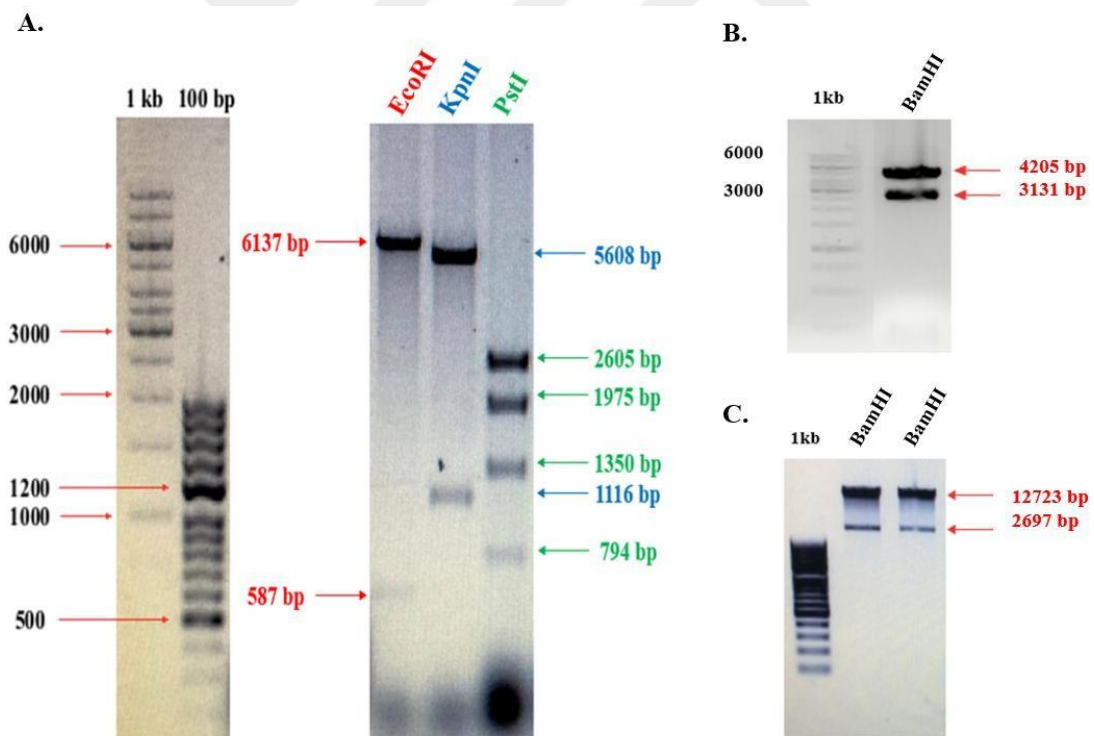 A.
1 kb 100 bp
EcoRI
KpnI
PstI
6000
3000
2000
1200
1000
500
6137 bp
587 bp
5608 bp
2605 bp
1975 bp
1350 bp
1116 bp
794 bp
B.
1kb
BamHI
6000
3000
4205 bp
3131 bp
C.
1kb
BamHI
BamHI
12723 bp
2697 bp